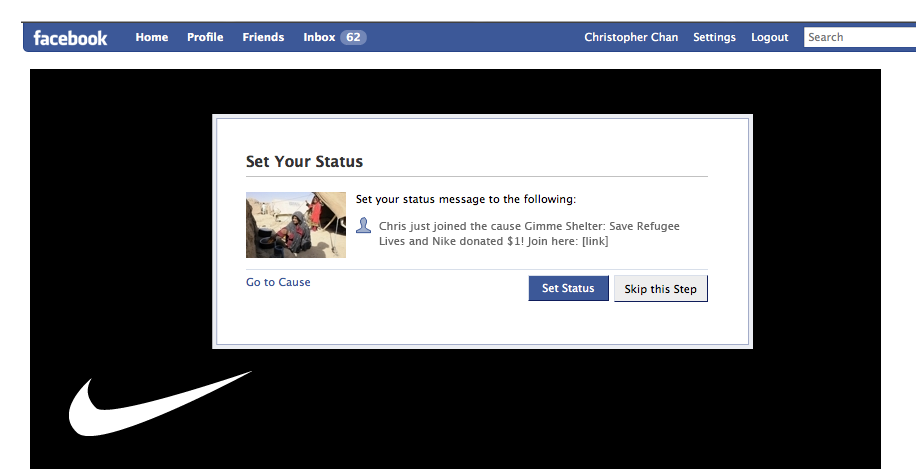 facebook Home Profile Friends Inbox 62 Christopher Chan Settings Logout Search
Set Your Status
Set your status message to the following:
Chris just joined the cause Gimme Shelter: Save Refugee
Lives and Nike donated $1! Join here: [link]
Go to Cause Set Status Skip this Step